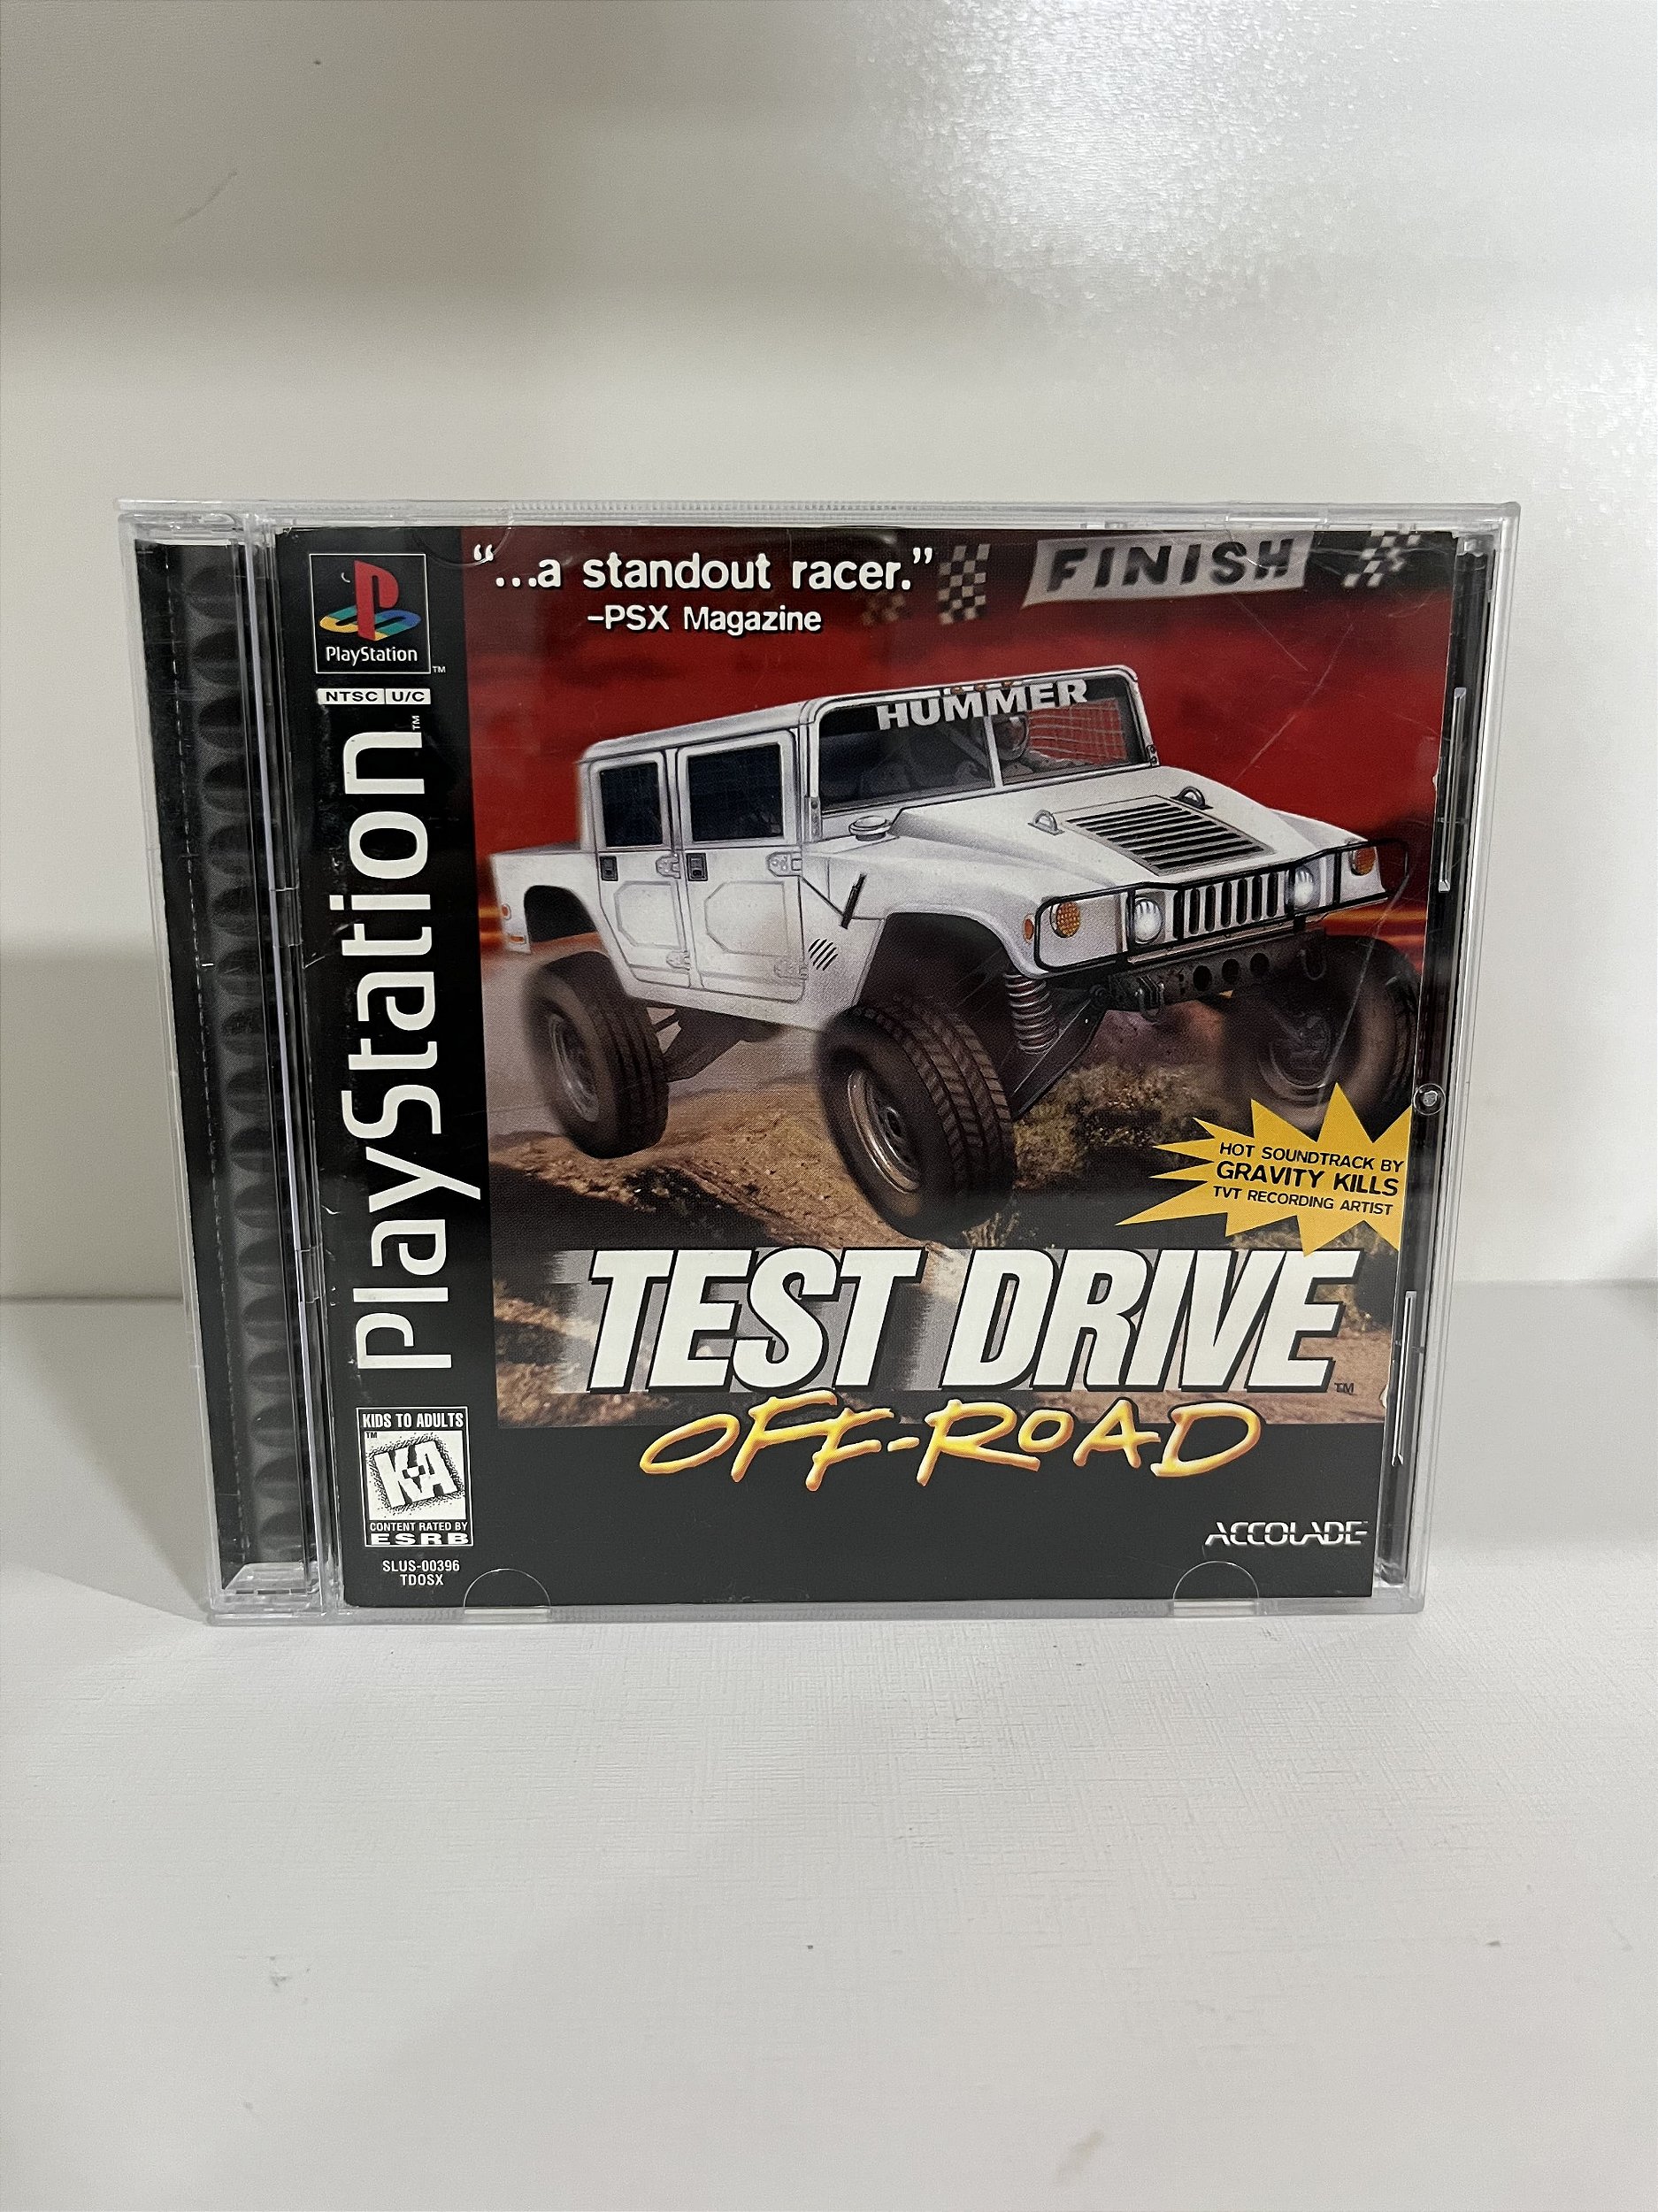 PlayStation
NTSC U/C
PlayStation
KIDS TO ADULTS
K-A
CONTENT RATED BY
ESRB
SLUS-00396
TDOSX
"...a standout racer."
-PSX Magazine
FINISH
HUMMER
HOT SOUNDTRACK BY
GRAVITY KILLS
TVT RECORDING ARTIST
TEST DRIVE™
OFF-ROAD
ACCOLADE